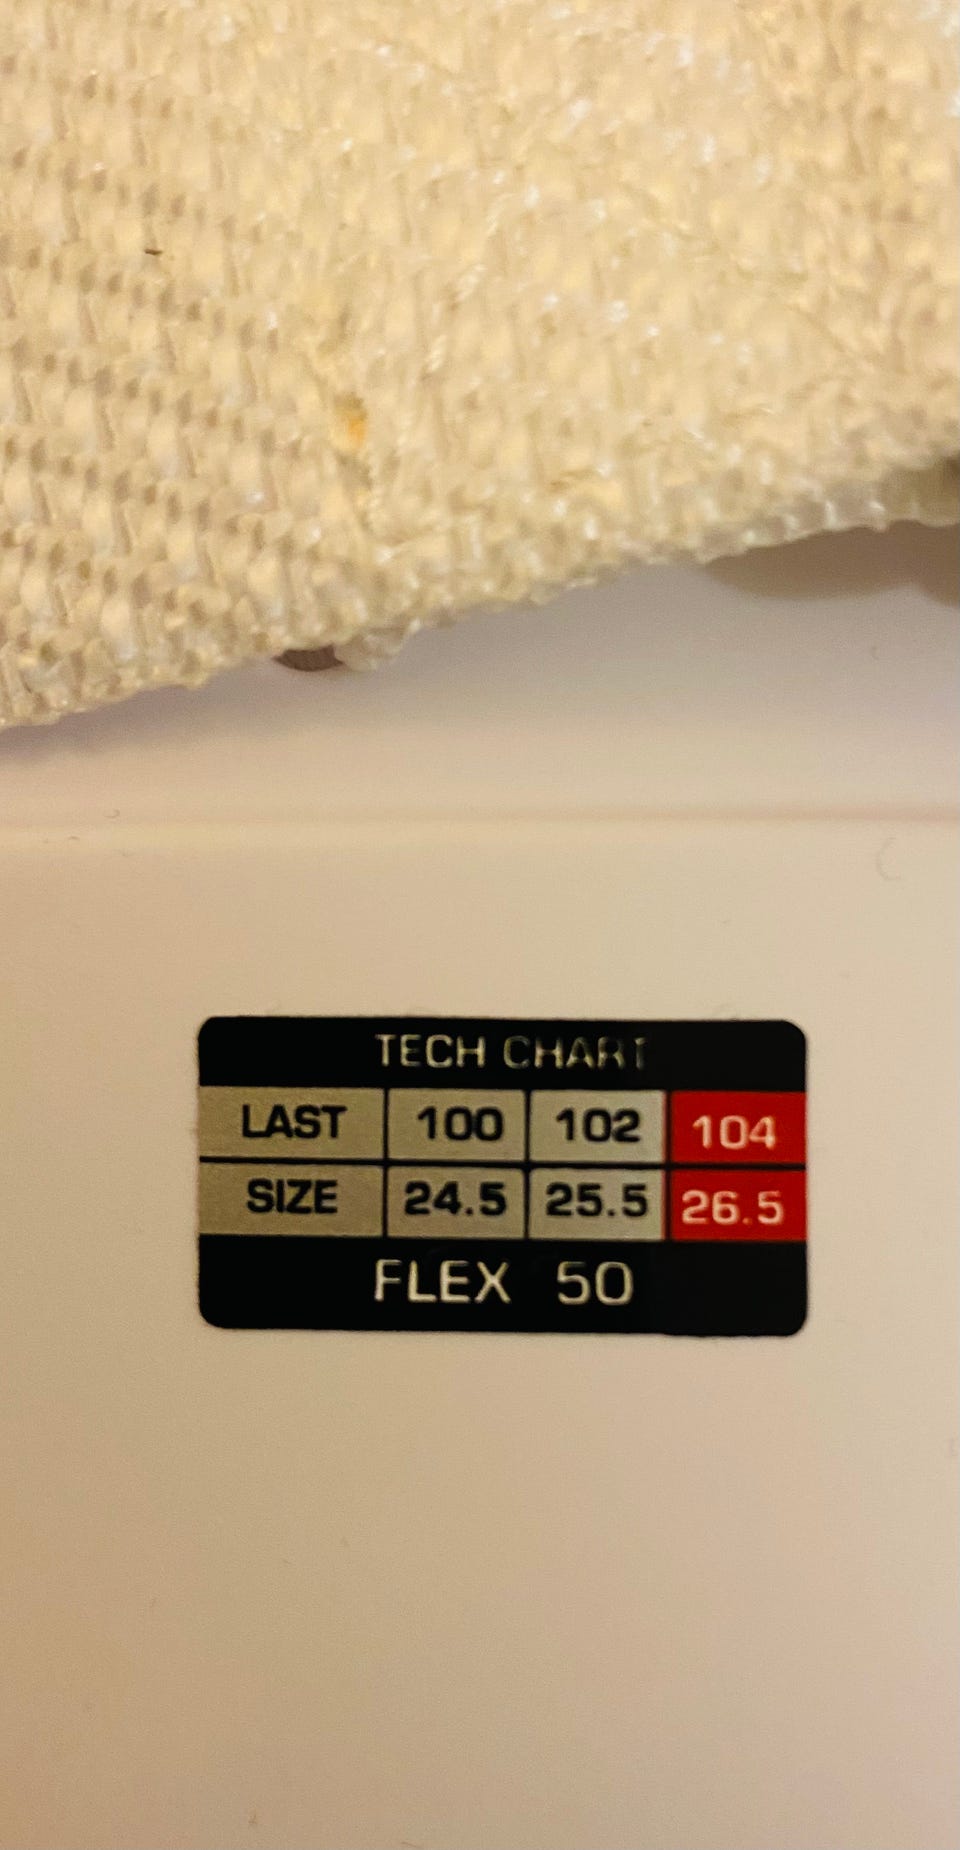 TECH CHART
LAST 100 102 104
SIZE 24.5 25.5 26.5
FLEX 50